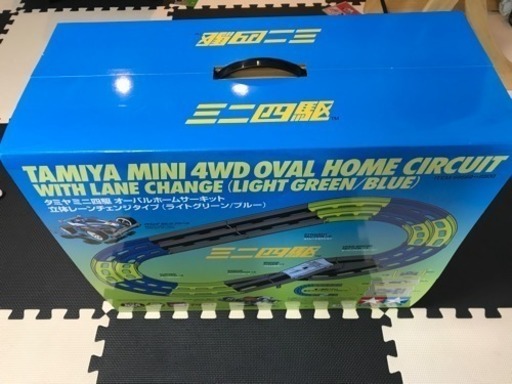 ミニ四駆
ミニ四駆
TAMIYA MINI 4WD OVAL HOME CIRCUIT
WITH LANE CHANGE (LIGHT GREEN/BLUE)
タミヤミニ四駆 オーバルホームサーキット
立体レーンチェンジタイプ(ライトグリーン/ブルー)
ミニ四駆